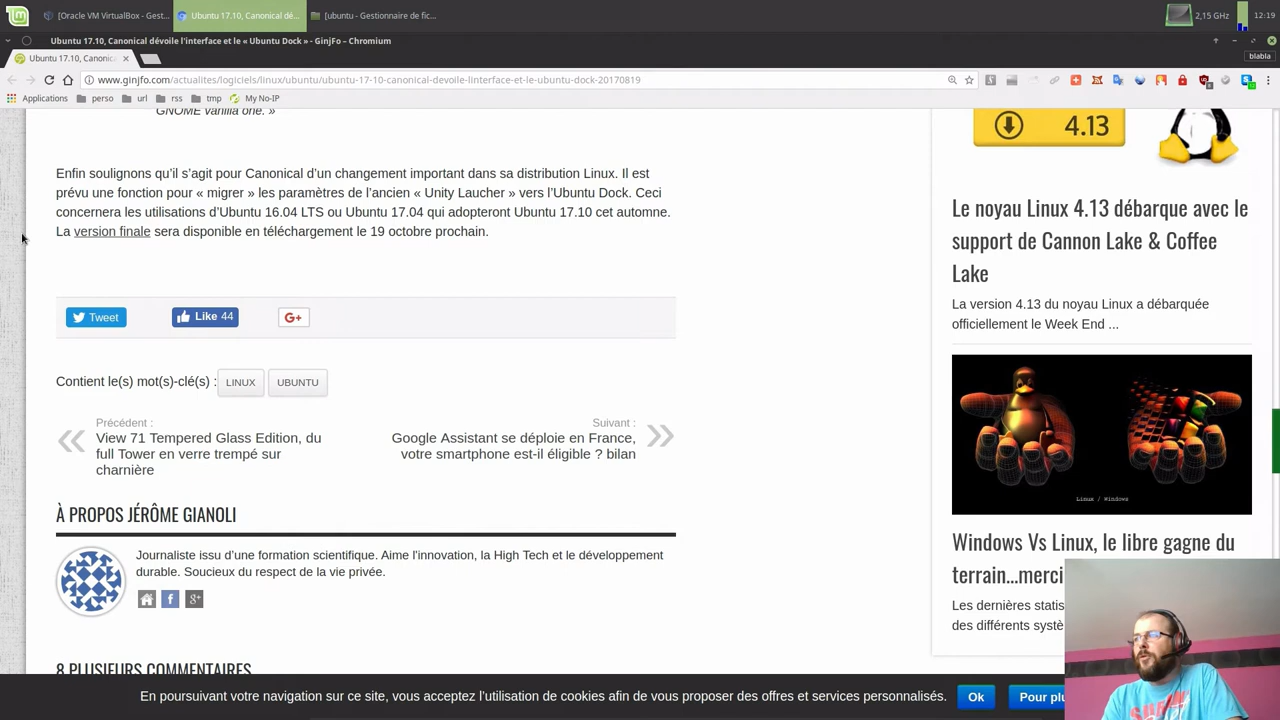 [Oracle VM VirtualBox - Gest...
Ubuntu 17.10, Canonical dé...
[ubuntu - Gestionnaire de fic...
2,15 GHz
12:19
Ubuntu 17.10, Canonical dévoile l'interface et le « Ubuntu Dock » - GinjFo – Chromium
Ubuntu 17.10, Canonic
blabla
www.ginjfo.com/actualites/logiciels/linux/ubuntu/ubuntu-17-10-canonical-devoile-linterface-et-le-ubuntu-dock-20170819
Applications
perso
url
rss
tmp
My No-IP
GNOME vanilla one. »
Enfin soulignons qu’il s’agit pour Canonical d’un changement important dans sa distribution Linux. Il est
prévu une fonction pour « migrer » les paramètres de l’ancien « Unity Laucher » vers l’Ubuntu Dock. Ceci
concernera les utilisations d’Ubuntu 16.04 LTS ou Ubuntu 17.04 qui adopteront Ubuntu 17.10 cet automne.
La version finale sera disponible en téléchargement le 19 octobre prochain.
Tweet
Like 44
G+
Contient le(s) mot(s)-clé(s) :
LINUX
UBUNTU
Précédent :
View 71 Tempered Glass Edition, du
full Tower en verre trempé sur
charnière
Suivant :
Google Assistant se déploie en France,
votre smartphone est-il éligible ? bilan
À PROPOS JÉRÔME GIANOLI
Journaliste issu d’une formation scientifique. Aime l'innovation, la High Tech et le développement
durable. Soucieux du respect de la vie privée.
8 PLUSIEURS COMMENTAIRES
4.13
Le noyau Linux 4.13 débarque avec le
support de Cannon Lake & Coffee
Lake
La version 4.13 du noyau Linux a débarquée
officiellement le Week End ...
Linux / Windows
Windows Vs Linux, le libre gagne du
terrain...merci
Les dernières statis
des différents systè
En poursuivant votre navigation sur ce site, vous acceptez l’utilisation de cookies afin de vous proposer des offres et services personnalisés.
Ok
Pour plu